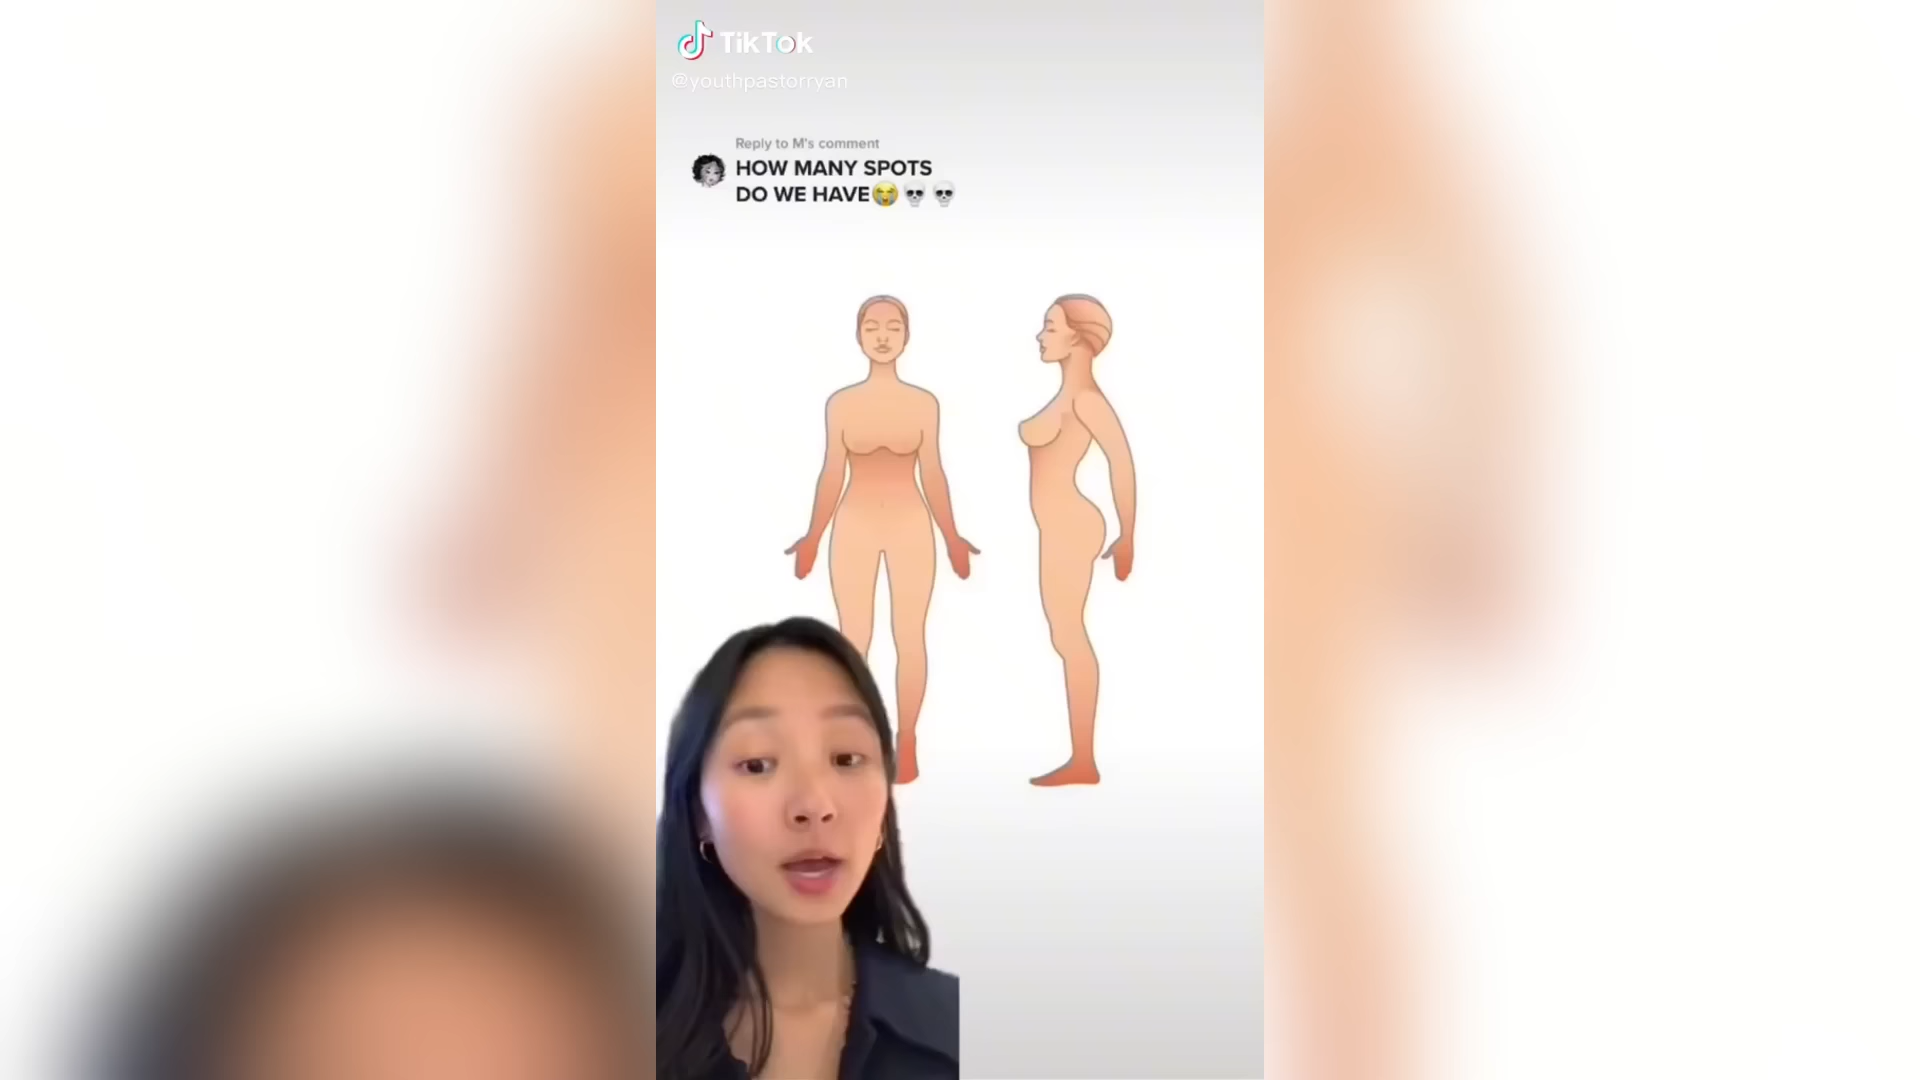 TikTok
@youthpastorryan
Reply to M's comment
HOW MANY SPOTS
DO WE HAVE😭💀💀